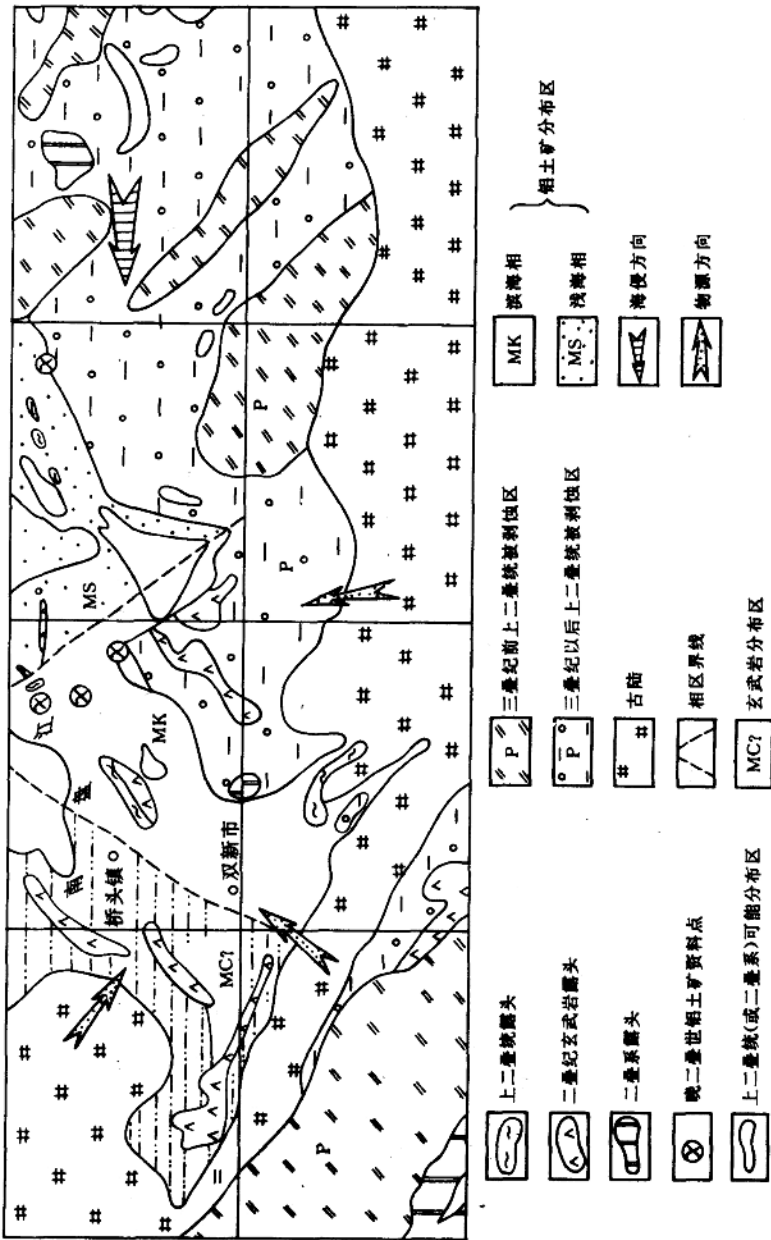 南
盘
江
桥头镇
双新市
MC?
MK
MS
P
P
P
上二叠统露头
二叠纪玄武岩露头
二叠系露头
晚二叠世铝土矿资料点
上二叠统(或二叠系)可能分布区
P 三叠纪前上二叠统被剥蚀区
P 三叠纪以后上二叠统被剥蚀区
古陆
相区界线
MC? 玄武岩分布区
MK 滨海相
MS 浅海相
铝土矿分布区
海侵方向
物源方向